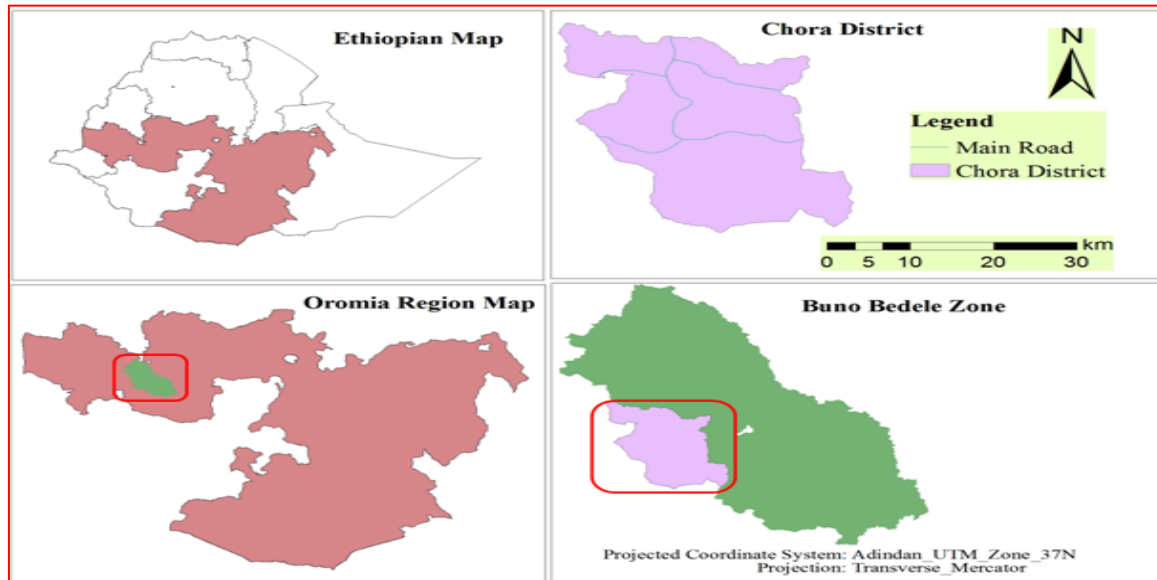 Ethiopian Map
Chora District
N
Legend
Main Road
Chora District
km
0 5 10 20 30
Oromia Region Map
Buno Bedele Zone
Projected Coordinate System: Adindan_UTM_Zone_37N
Projection: Transverse_Mercator